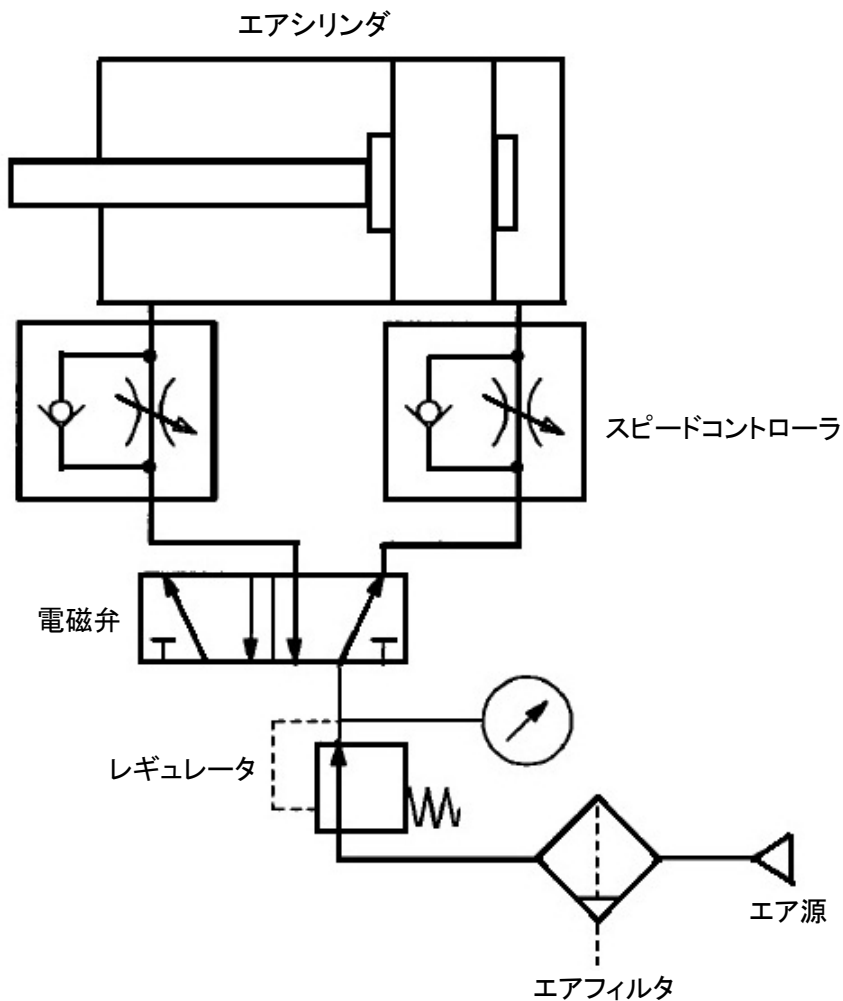 エアシリンダ
スピードコントローラ
電磁弁
レギュレータ
エア源
エアフィルタ